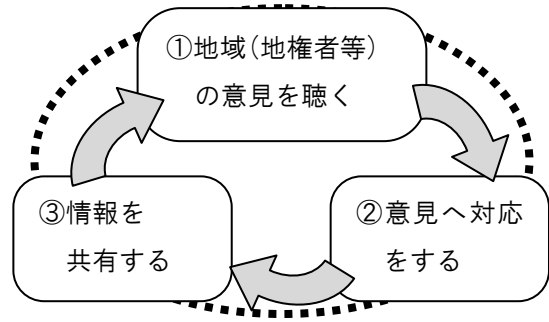 ①地域(地権者等)
の意見を聴く
②意見へ対応
をする
③情報を
共有する